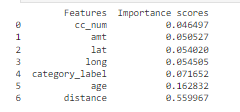 Features Importance scores
0 cc_num 0.046497
1 amt 0.050527
2 lat 0.054020
3 long 0.054505
4 category_label 0.071652
5 age 0.162832
6 distance 0.559967